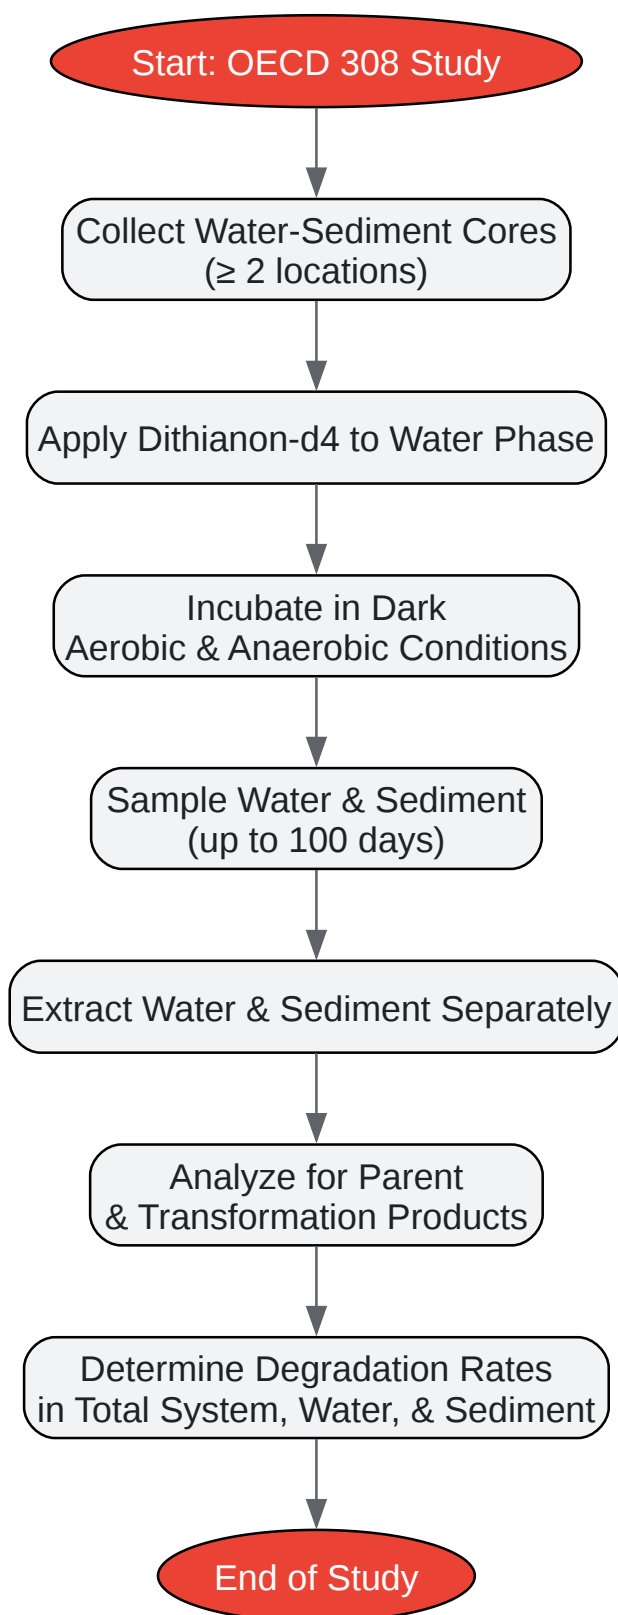 Start: OECD 308 Study
Collect Water-Sediment Cores
(≥ 2 locations)
Apply Dithianon-d4 to Water Phase
Incubate in Dark
Aerobic & Anaerobic Conditions
Sample Water & Sediment
(up to 100 days)
Extract Water & Sediment Separately
Analyze for Parent
& Transformation Products
Determine Degradation Rates
in Total System, Water, & Sediment
End of Study